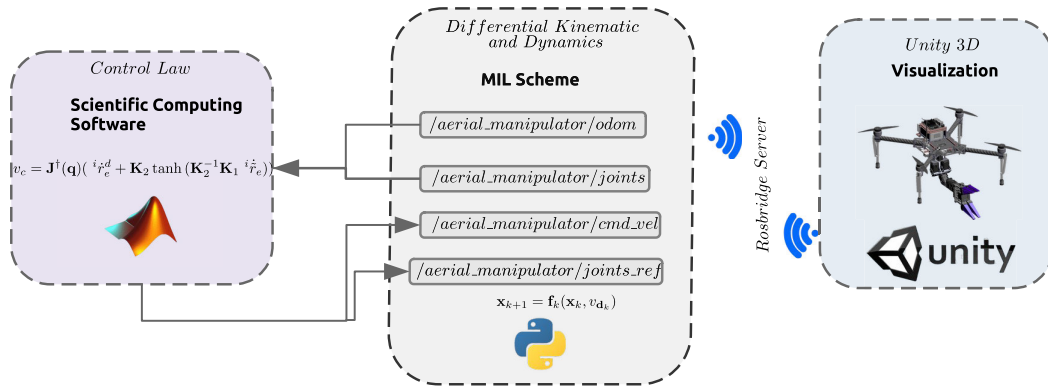 Control Law
Scientific Computing
Software
v_c = J†(q)( ⁱṙ_e^d + K₂ tanh (K₂⁻¹K₁ ⁱṙ̃_e))
Differential Kinematic
and Dynamics
MIL Scheme
/aerial_manipulator/odom
/aerial_manipulator/joints
/aerial_manipulator/cmd_vel
/aerial_manipulator/joints_ref
x_{k+1} = f_k(x_k, v_{d_k})
Rosbridge Server
Unity 3D
Visualization
unity